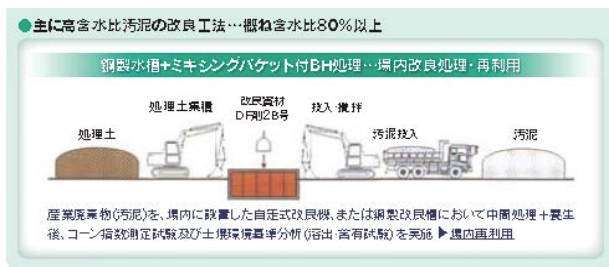 ●主に高含水比汚泥の改良工法…概ね含水比80%以上
鋼製水槽+ミキシングバケット付BH処理…場内改良処理・再利用
処理土 処理土集積 改良資材 DF剤2B号 投入・攪拌 汚泥投入 汚泥
産業廃棄物(汚泥)を、場内に設置した自走式改良機、または鋼製改良槽において中間処理+養生
後、コーン指数測定試験及び土壌環境基準分析(溶出・含有試験)を実施 ▶場内再利用